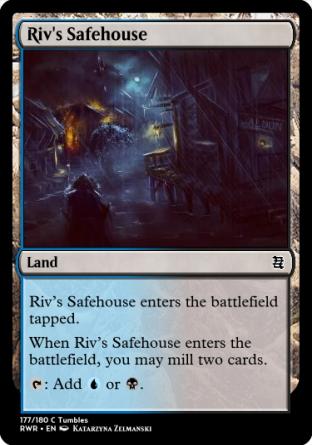 Riv's Safehouse
Land
Riv's Safehouse enters the battlefield
tapped.
When Riv's Safehouse enters the
battlefield, you may mill two cards.
: Add or .
177/180 C Tumbles
RWR • EN Katarzyna Zelmanski